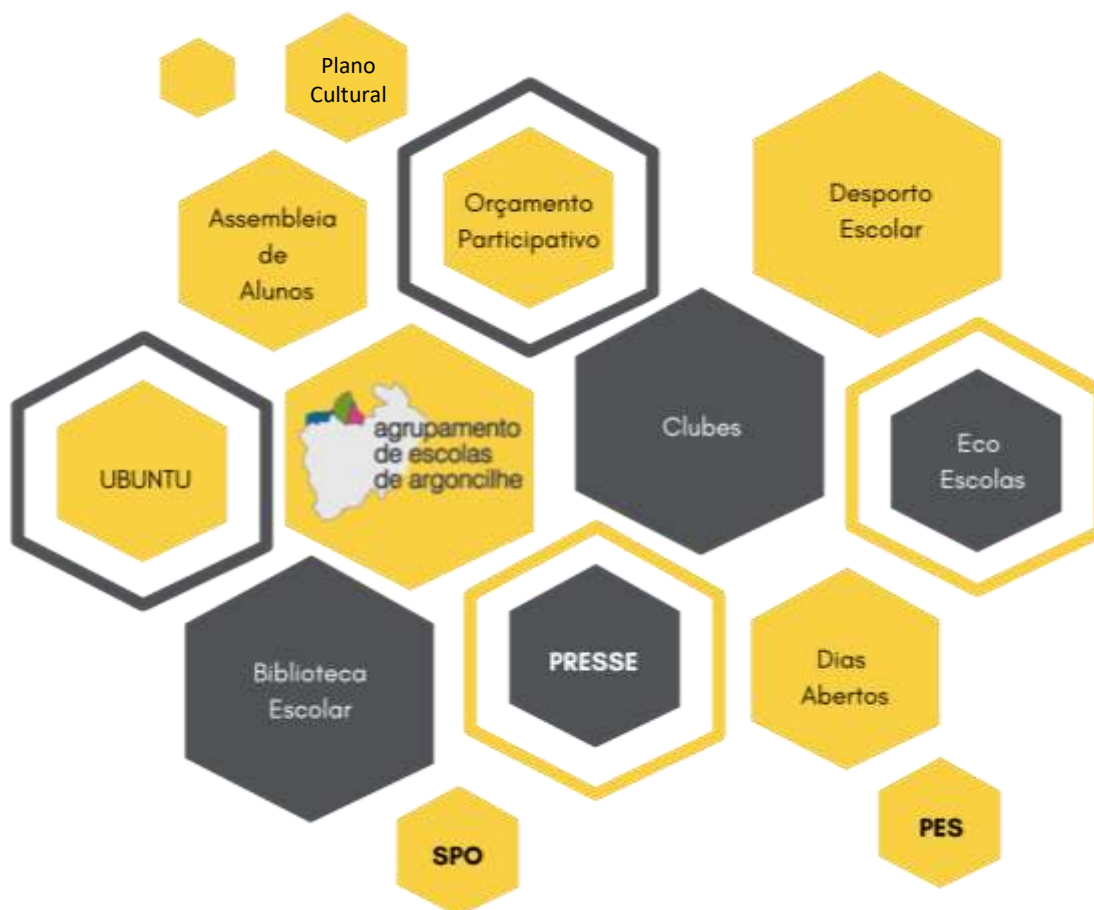 Plano
Cultural
Orçamento
Participativo
Desporto
Escolar
Assembleia
de
Alunos
UBUNTU
agrupamento
de escolas
de argoncilhe
Clubes
Eco
Escolas
Biblioteca
Escolar
PRESSE
Dias
Abertos
SPO
PES